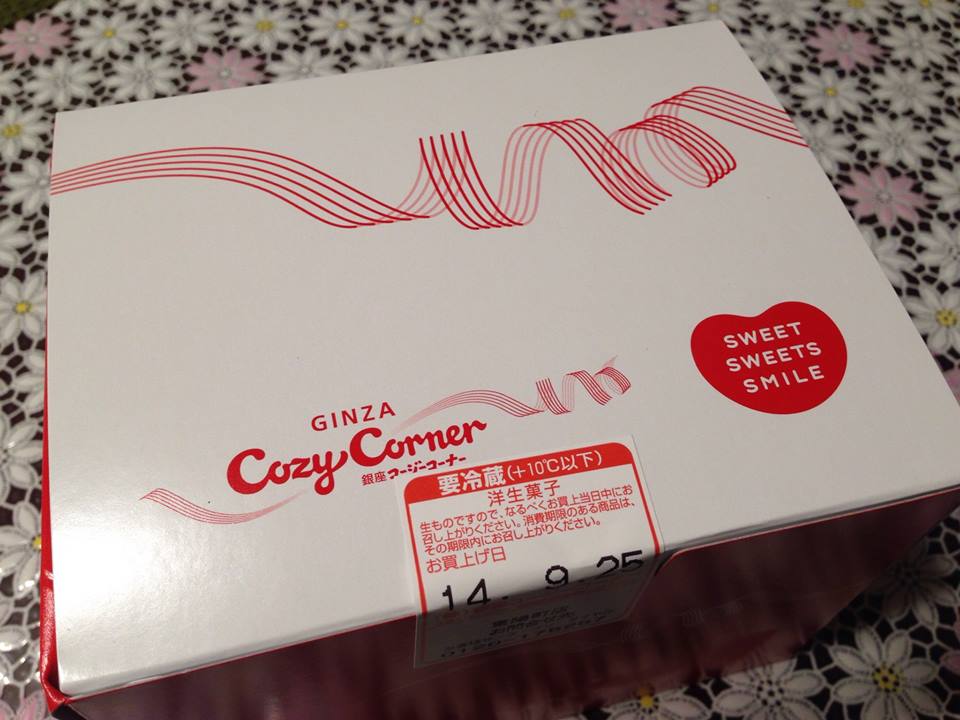 SWEET
SWEETS
SMILE
GINZA
Cozy Corner
銀座コージーコーナー
要冷蔵(+10℃以下)
洋生菓子
生ものですので、なるべくお買上当日中にお
召し上がりください。消費期限のある商品は、
その期限内にお召し上がりください。
お買上げ日
14. 9.25
東陽町店